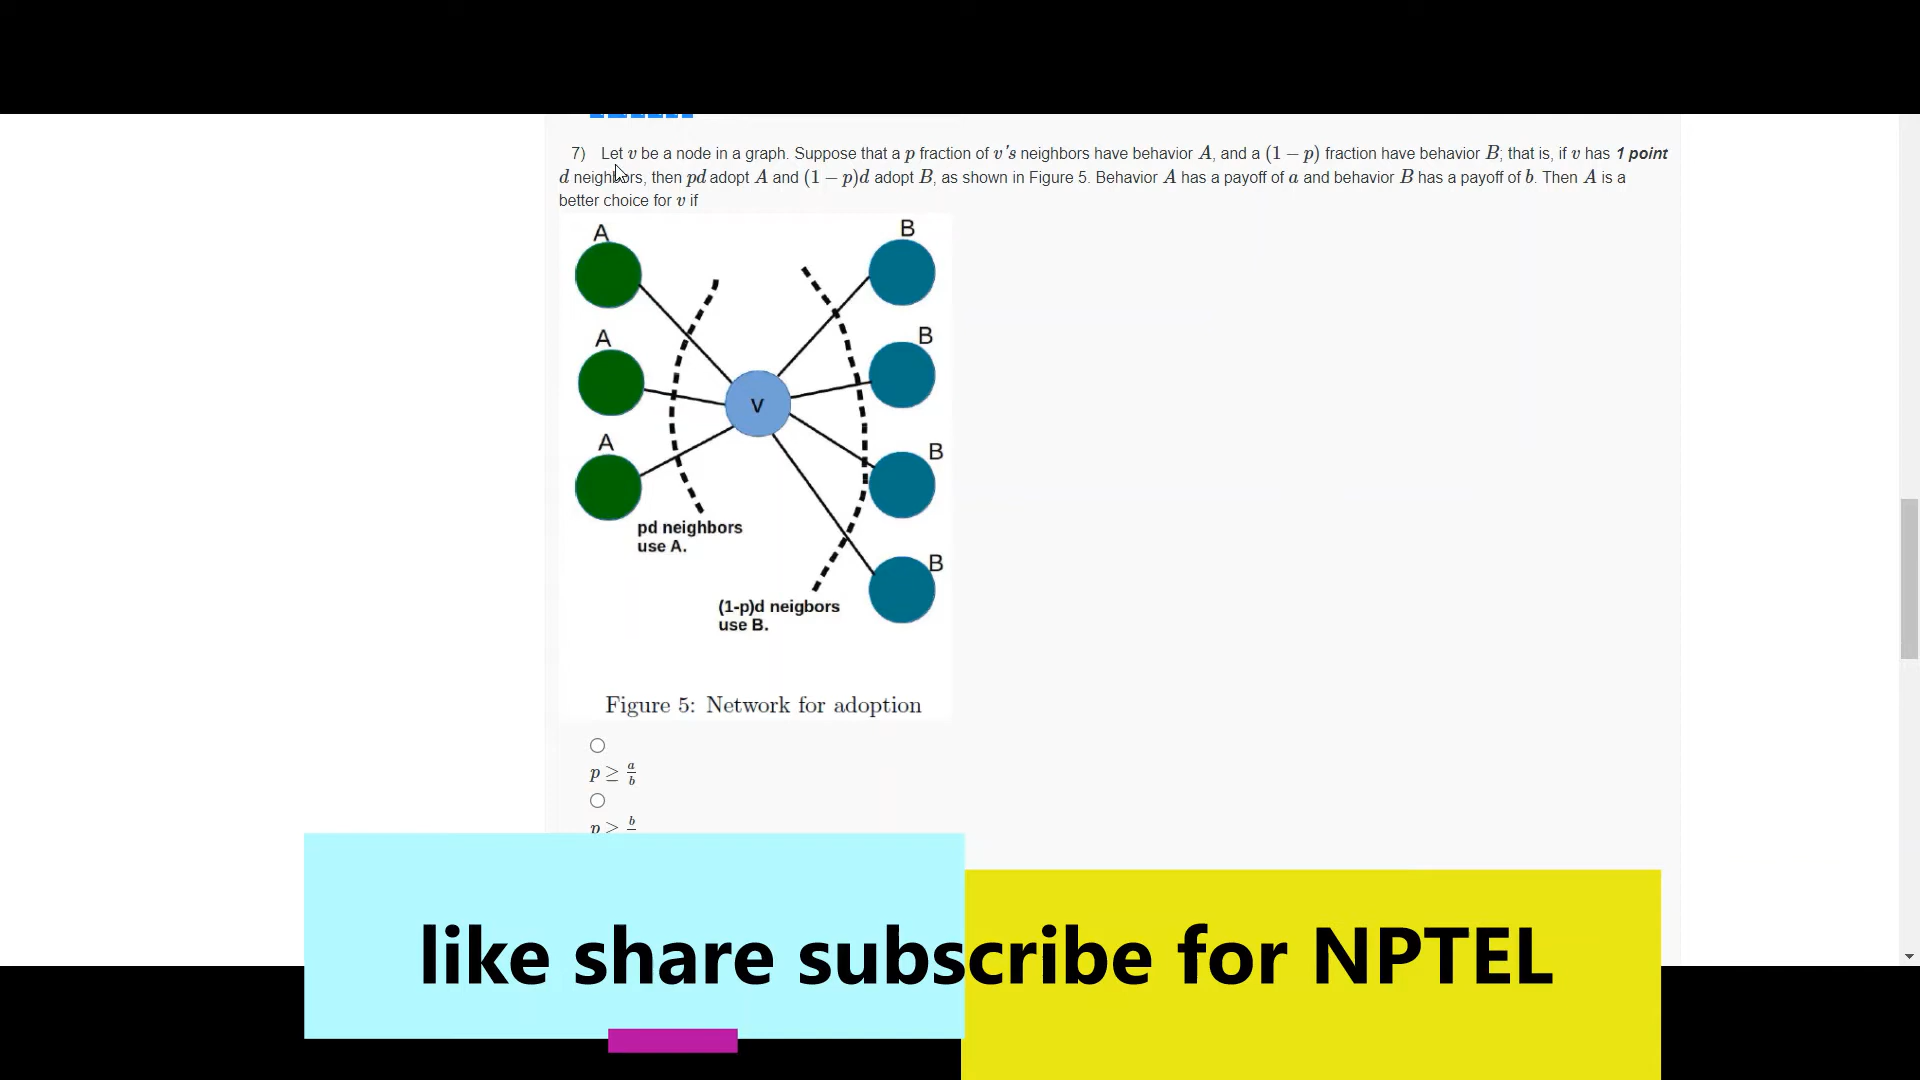 7) Let v be a node in a graph. Suppose that a p fraction of v's neighbors have behavior A, and a (1 − p) fraction have behavior B; that is, if v has 1 point
d neighbors, then pd adopt A and (1 − p)d adopt B, as shown in Figure 5. Behavior A has a payoff of a and behavior B has a payoff of b. Then A is a
better choice for v if
A
B
A
B
A
B
B
v
pd neighbors
use A.
(1-p)d neigbors
use B.
Figure 5: Network for adoption
p ≥ a/b
like share subscribe for NPTEL